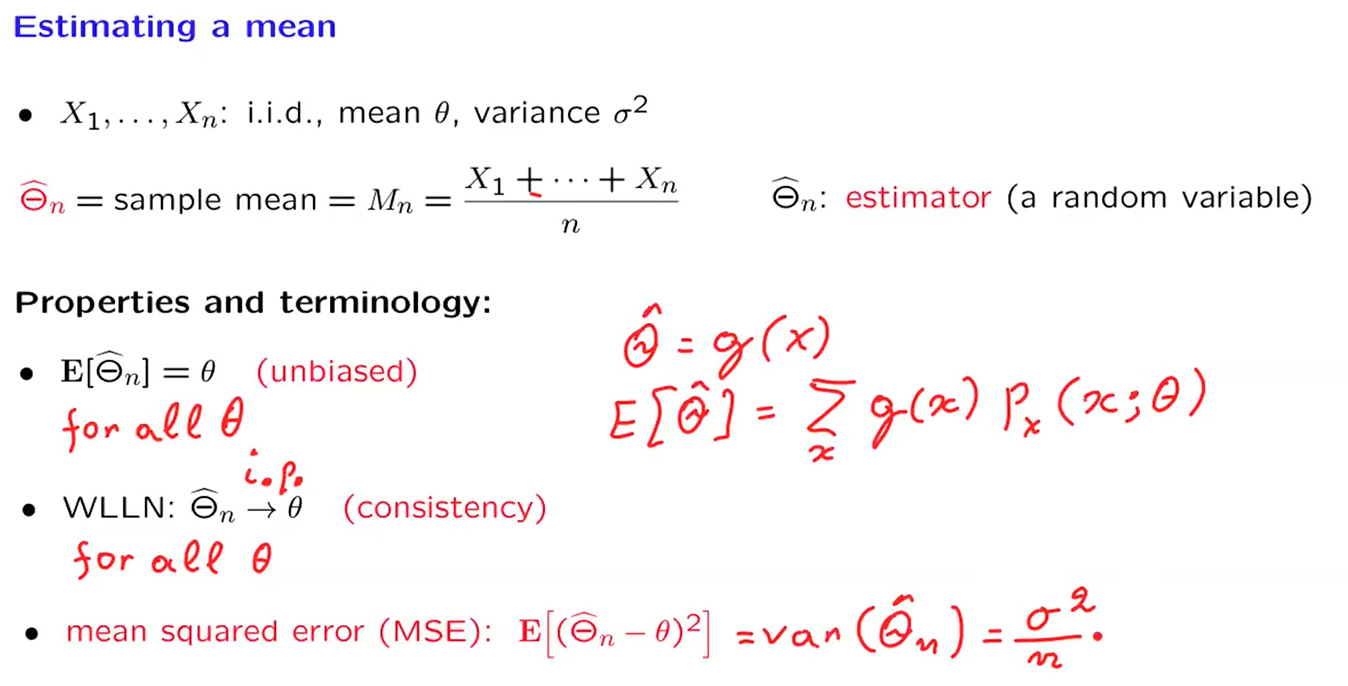 Estimating a mean
• X₁, . . . , Xₙ: i.i.d., mean θ, variance σ²
Θ̂ₙ = sample mean = Mₙ = (X₁ + ··· + Xₙ) / n    Θ̂ₙ: estimator (a random variable)
Properties and terminology:
Θ̂ = g(X)
• E[Θ̂ₙ] = θ (unbiased)
E[Θ̂] = ∑ₓ g(x) pₓ(x; θ)
for all θ
i.p.
• WLLN: Θ̂ₙ → θ (consistency)
for all θ
• mean squared error (MSE): E[(Θ̂ₙ − θ)²] = var(Θ̂ₙ) = σ²/n.